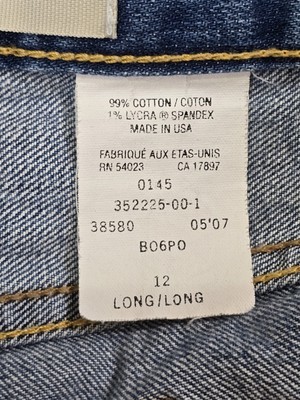 99% COTTON / COTON
1% LYCRA ® SPANDEX
MADE IN USA
FABRIQUÉ AUX ETAS-UNIS
RN 54023 CA 17897
0145
352225-00-1
38580 05'07
B06P0
12
LONG/LONG